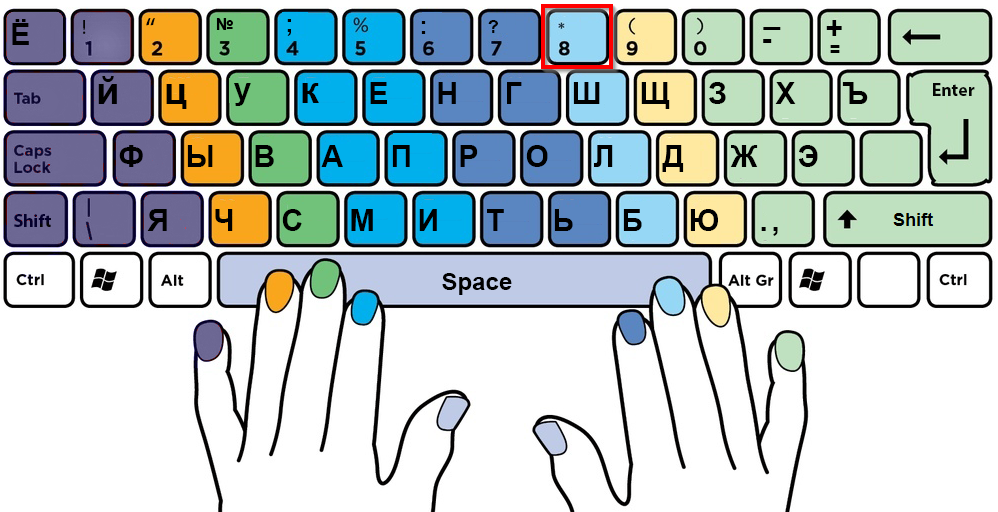 Ё ! 1 “ 2 № 3 ; 4 % 5 : 6 ? 7 * 8 ( 9 ) 0 — - + =
Tab Й Ц У К Е Н Г Ш Щ З Х Ъ Enter
Caps Lock Ф Ы В А П Р О Л Д Ж Э
Shift | \ Я Ч С М И Т Ь Б Ю ., Shift
Ctrl Alt Space Alt Gr Ctrl